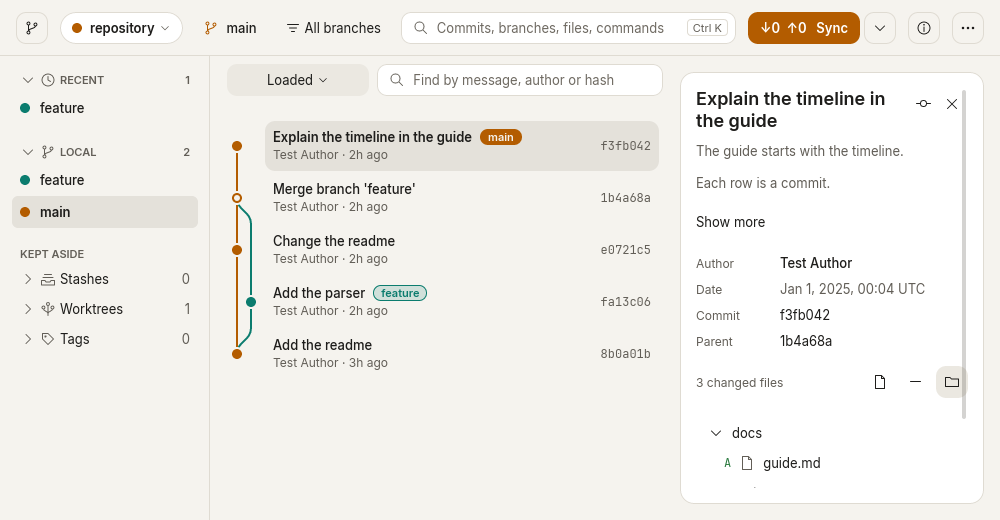 repository
main
All branches
Commits, branches, files, commands
Ctrl K
↓0 ↑0 Sync
RECENT 1
feature
LOCAL 2
feature
main
KEPT ASIDE
Stashes 0
Worktrees 1
Tags 0
Loaded
Find by message, author or hash
Explain the timeline in the guide main
Test Author · 2h ago
f3fb042
Merge branch 'feature'
Test Author · 2h ago
1b4a68a
Change the readme
Test Author · 2h ago
e0721c5
Add the parser feature
Test Author · 2h ago
fa13c06
Add the readme
Test Author · 3h ago
8b0a01b
Explain the timeline in
the guide
The guide starts with the timeline.
Each row is a commit.
Show more
Author Test Author
Date Jan 1, 2025, 00:04 UTC
Commit f3fb042
Parent 1b4a68a
3 changed files
docs
A guide.md